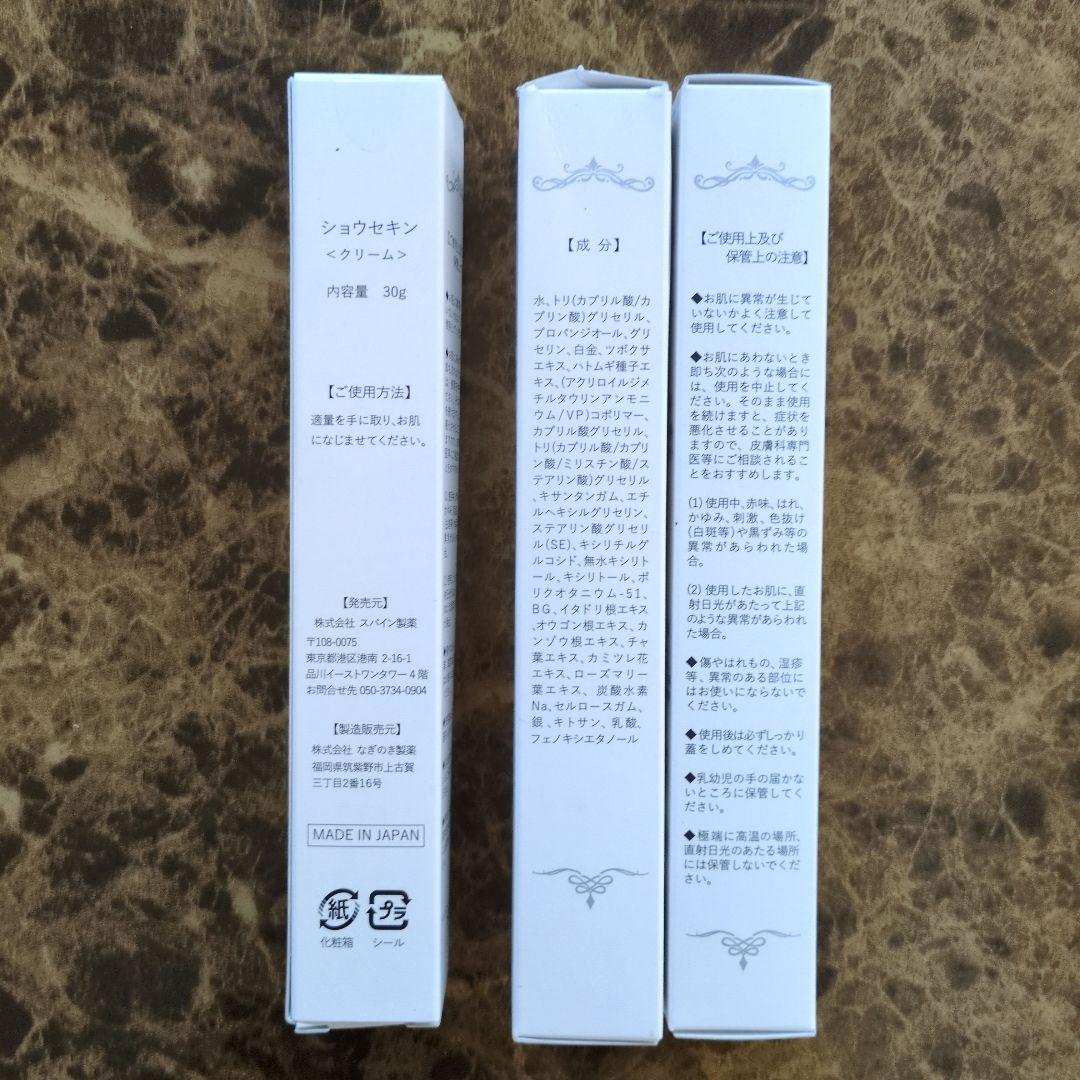 ショウセキン
<クリーム>
内容量 30g
【ご使用方法】
適量を手に取り、お肌
になじませてください。
【発売元】
株式会社 スパイン製薬
〒108-0075
東京都港区港南 2-16-1
品川イーストワンタワー4階
お問合せ先 050-3734-0904
【製造販売元】
株式会社 なぎのき製薬
福岡県筑紫野市上古賀
三丁目2番16号
MADE IN JAPAN
紙
化粧箱
プラ
シール
【成 分】
水、トリ(カプリル酸/カ
プリン酸)グリセリル、
プロパンジオール、グリ
セリン、白金、ツボクサ
エキス、ハトムギ種子エ
キス、(アクリロイルジメ
チルタウリンアンモニ
ウム/VP)コポリマー、
カプリル酸グリセリル、
トリ(カプリル酸/カプリ
ン酸/ミリスチン酸/ス
テアリン酸)グリセリル、
キサンタンガム、エチ
ルヘキシルグリセリン、
ステアリン酸グリセリ
ル(SE)、キシリチルグ
ルコシド、無水キシリト
ール、キシリトール、ポ
リクオタニウム-51、
BG、イタドリ根エキス
、オウゴン根エキス、カ
ンゾウ根エキス、チャ
葉エキス、カミツレ花
エキス、ローズマリー
葉エキス、炭酸水素
Na、セルロースガム、
銀、キトサン、乳酸、
フェノキシエタノール
【ご使用上及び
保管上の注意】
◆お肌に異常が生じて
いないかよく注意して
使用してください。
◆お肌にあわないとき
即ち次のような場合に
は、使用を中止してく
ださい。そのまま使用
を続けますと、症状を
悪化させることがあり
ますので、皮膚科専門
医等にご相談されるこ
とをおすすめします。
(1) 使用中、赤味、はれ、
かゆみ、刺激、色抜け
(白斑等)や黒ずみ等の
異常があらわれた場
合。
(2) 使用したお肌に、直
射日光があたって上記
のような異常があらわれ
た場合。
◆傷やはれもの、湿疹
等、異常のある部位に
はお使いにならないで
ください。
◆使用後は必ずしっかり
蓋をしめてください。
◆乳幼児の手の届かな
いところに保管してく
ださい。
◆極端に高温の場所、
直射日光のあたる場所
には保管しないでくだ
さい。